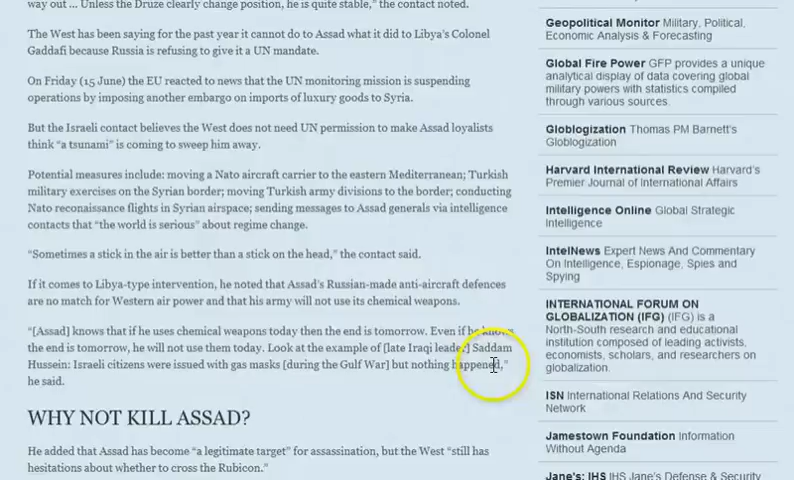 way out ... Unless the Druze clearly change position, he is quite stable," the contact noted.
The West has been saying for the past year it cannot do to Assad what it did to Libya's Colonel
Gaddafi because Russia is refusing to give it a UN mandate.
On Friday (15 June) the EU reacted to news that the UN monitoring mission is suspending
operations by imposing another embargo on imports of luxury goods to Syria.
But the Israeli contact believes the West does not need UN permission to make Assad loyalists
think "a tsunami" is coming to sweep him away.
Potential measures include: moving a Nato aircraft carrier to the eastern Mediterranean; Turkish
military exercises on the Syrian border; moving Turkish army divisions to the border; conducting
Nato reconaissance flights in Syrian airspace; sending messages to Assad generals via intelligence
contacts that "the world is serious" about regime change.
"Sometimes a stick in the air is better than a stick on the head," the contact said.
If it comes to Libya-type intervention, he noted that Assad's Russian-made anti-aircraft defences
are no match for Western air power and that his army will not use its chemical weapons.
"[Assad] knows that if he uses chemical weapons today then the end is tomorrow. Even if he knows
the end is tomorrow, he will not use them today. Look at the example of [late Iraqi leader] Saddam
Hussein: Israeli citizens were issued with gas masks [during the Gulf War] but nothing happened,"
he said.
WHY NOT KILL ASSAD?
He added that Assad has become "a legitimate target" for assassination, but the West "still has
hesitations about whether to cross the Rubicon."
Geopolitical Monitor Military, Political,
Economic Analysis & Forecasting
Global Fire Power GFP provides a unique
analytical display of data covering global
military powers with statistics compiled
through various sources.
Globlogization Thomas PM Barnett's
Globlogization
Harvard International Review Harvard's
Premier Journal of International Affairs
Intelligence Online Global Strategic
Intelligence
IntelNews Expert News And Commentary
On Intelligence, Espionage, Spies and
Spying
INTERNATIONAL FORUM ON
GLOBALIZATION (IFG) (IFG) is a
North-South research and educational
institution composed of leading activists,
economists, scholars, and researchers on
globalization.
ISN International Relations And Security
Network
Jamestown Foundation Information
Without Agenda
Jane's: IHS IHS Jane's Defense & Security